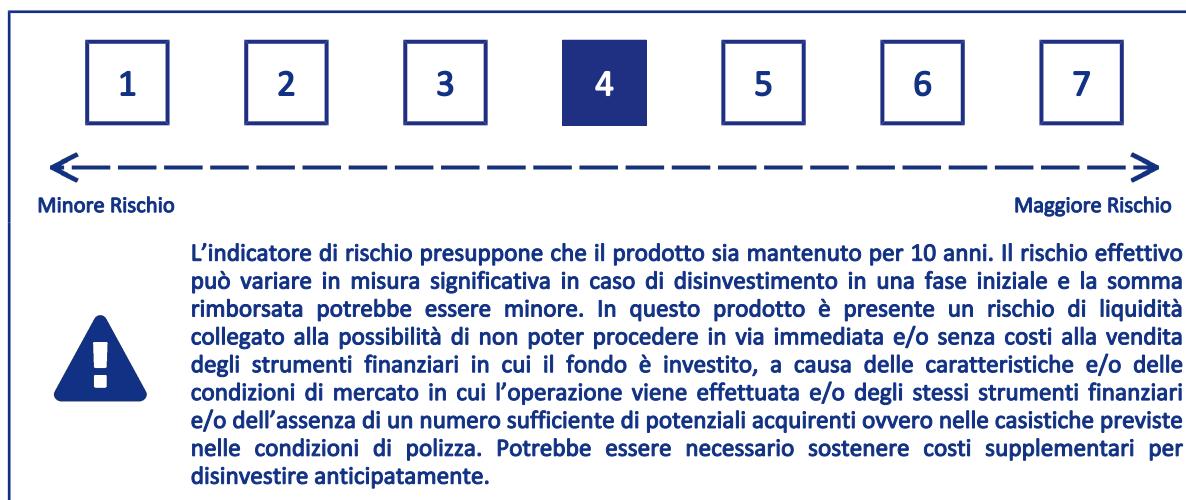 1 2 3 4 5 6 7
Minore Rischio Maggiore Rischio
L'indicatore di rischio presuppone che il prodotto sia mantenuto per 10 anni. Il rischio effettivo
può variare in misura significativa in caso di disinvestimento in una fase iniziale e la somma
rimborsata potrebbe essere minore. In questo prodotto è presente un rischio di liquidità
collegato alla possibilità di non poter procedere in via immediata e/o senza costi alla vendita
degli strumenti finanziari in cui il fondo è investito, a causa delle caratteristiche e/o delle
condizioni di mercato in cui l'operazione viene effettuata e/o degli stessi strumenti finanziari
e/o dell'assenza di un numero sufficiente di potenziali acquirenti ovvero nelle casistiche previste
nelle condizioni di polizza. Potrebbe essere necessario sostenere costi supplementari per
disinvestire anticipatamente.